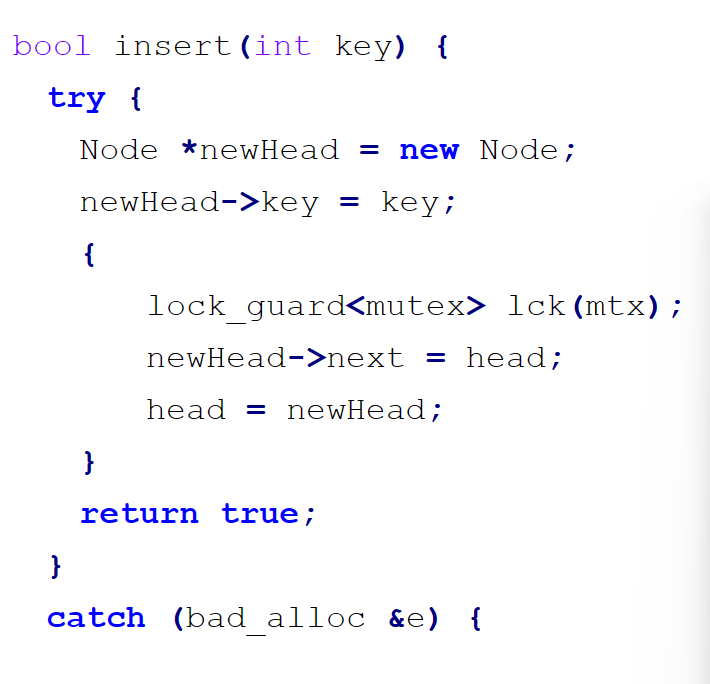 bool insert(int key) {
try {
Node *newHead = new Node;
newHead->key = key;
{
lock_guard<mutex> lck(mtx);
newHead->next = head;
head = newHead;
}
return true;
}
catch (bad_alloc &e) {